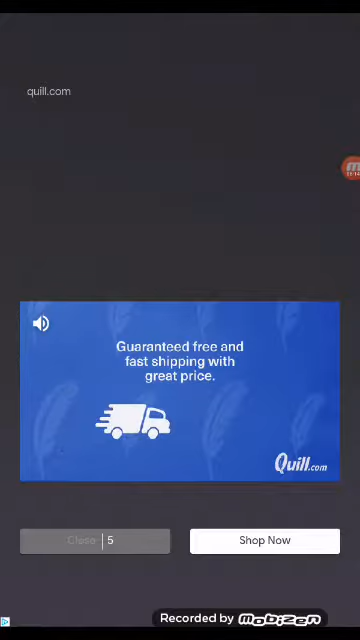 quill.com
Guaranteed free and
fast shipping with
great price.
Quill.com
Close 5
Shop Now
Recorded by MOBIZEN